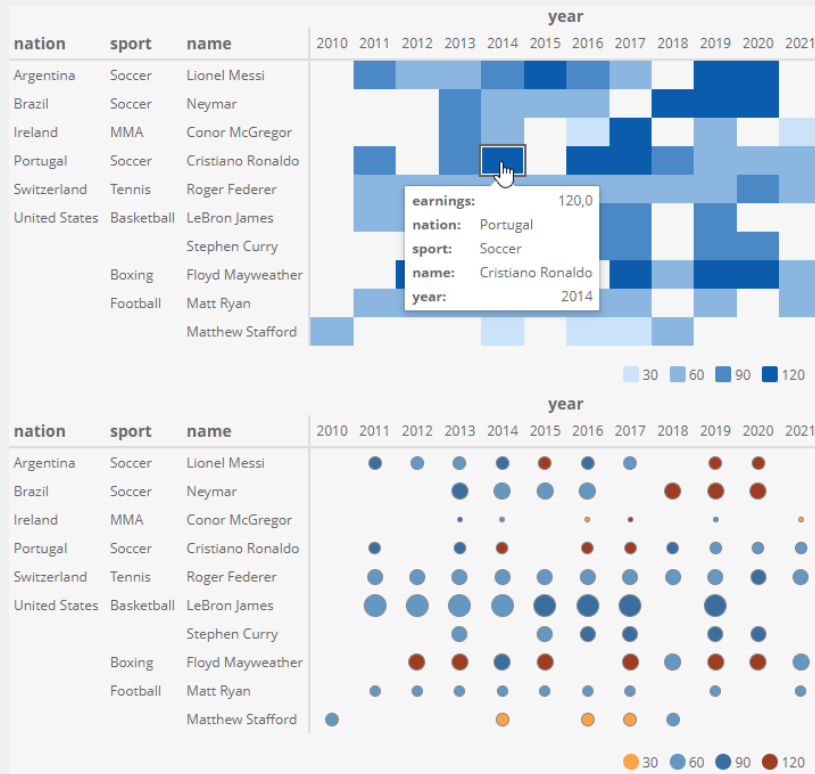 year
nation sport name 2010 2011 2012 2013 2014 2015 2016 2017 2018 2019 2020 2021
Argentina Soccer Lionel Messi
Brazil Soccer Neymar
Ireland MMA Conor McGregor
Portugal Soccer Cristiano Ronaldo
Switzerland Tennis Roger Federer
earnings: 120,0
United States Basketball LeBron James
nation: Portugal
Stephen Curry
sport: Soccer
Boxing Floyd Mayweather
name: Cristiano Ronaldo
Football Matt Ryan
year: 2014
Matthew Stafford
30 60 90 120
year
nation sport name 2010 2011 2012 2013 2014 2015 2016 2017 2018 2019 2020 2021
Argentina Soccer Lionel Messi
Brazil Soccer Neymar
Ireland MMA Conor McGregor
Portugal Soccer Cristiano Ronaldo
Switzerland Tennis Roger Federer
United States Basketball LeBron James
Stephen Curry
Boxing Floyd Mayweather
Football Matt Ryan
Matthew Stafford
30 60 90 120